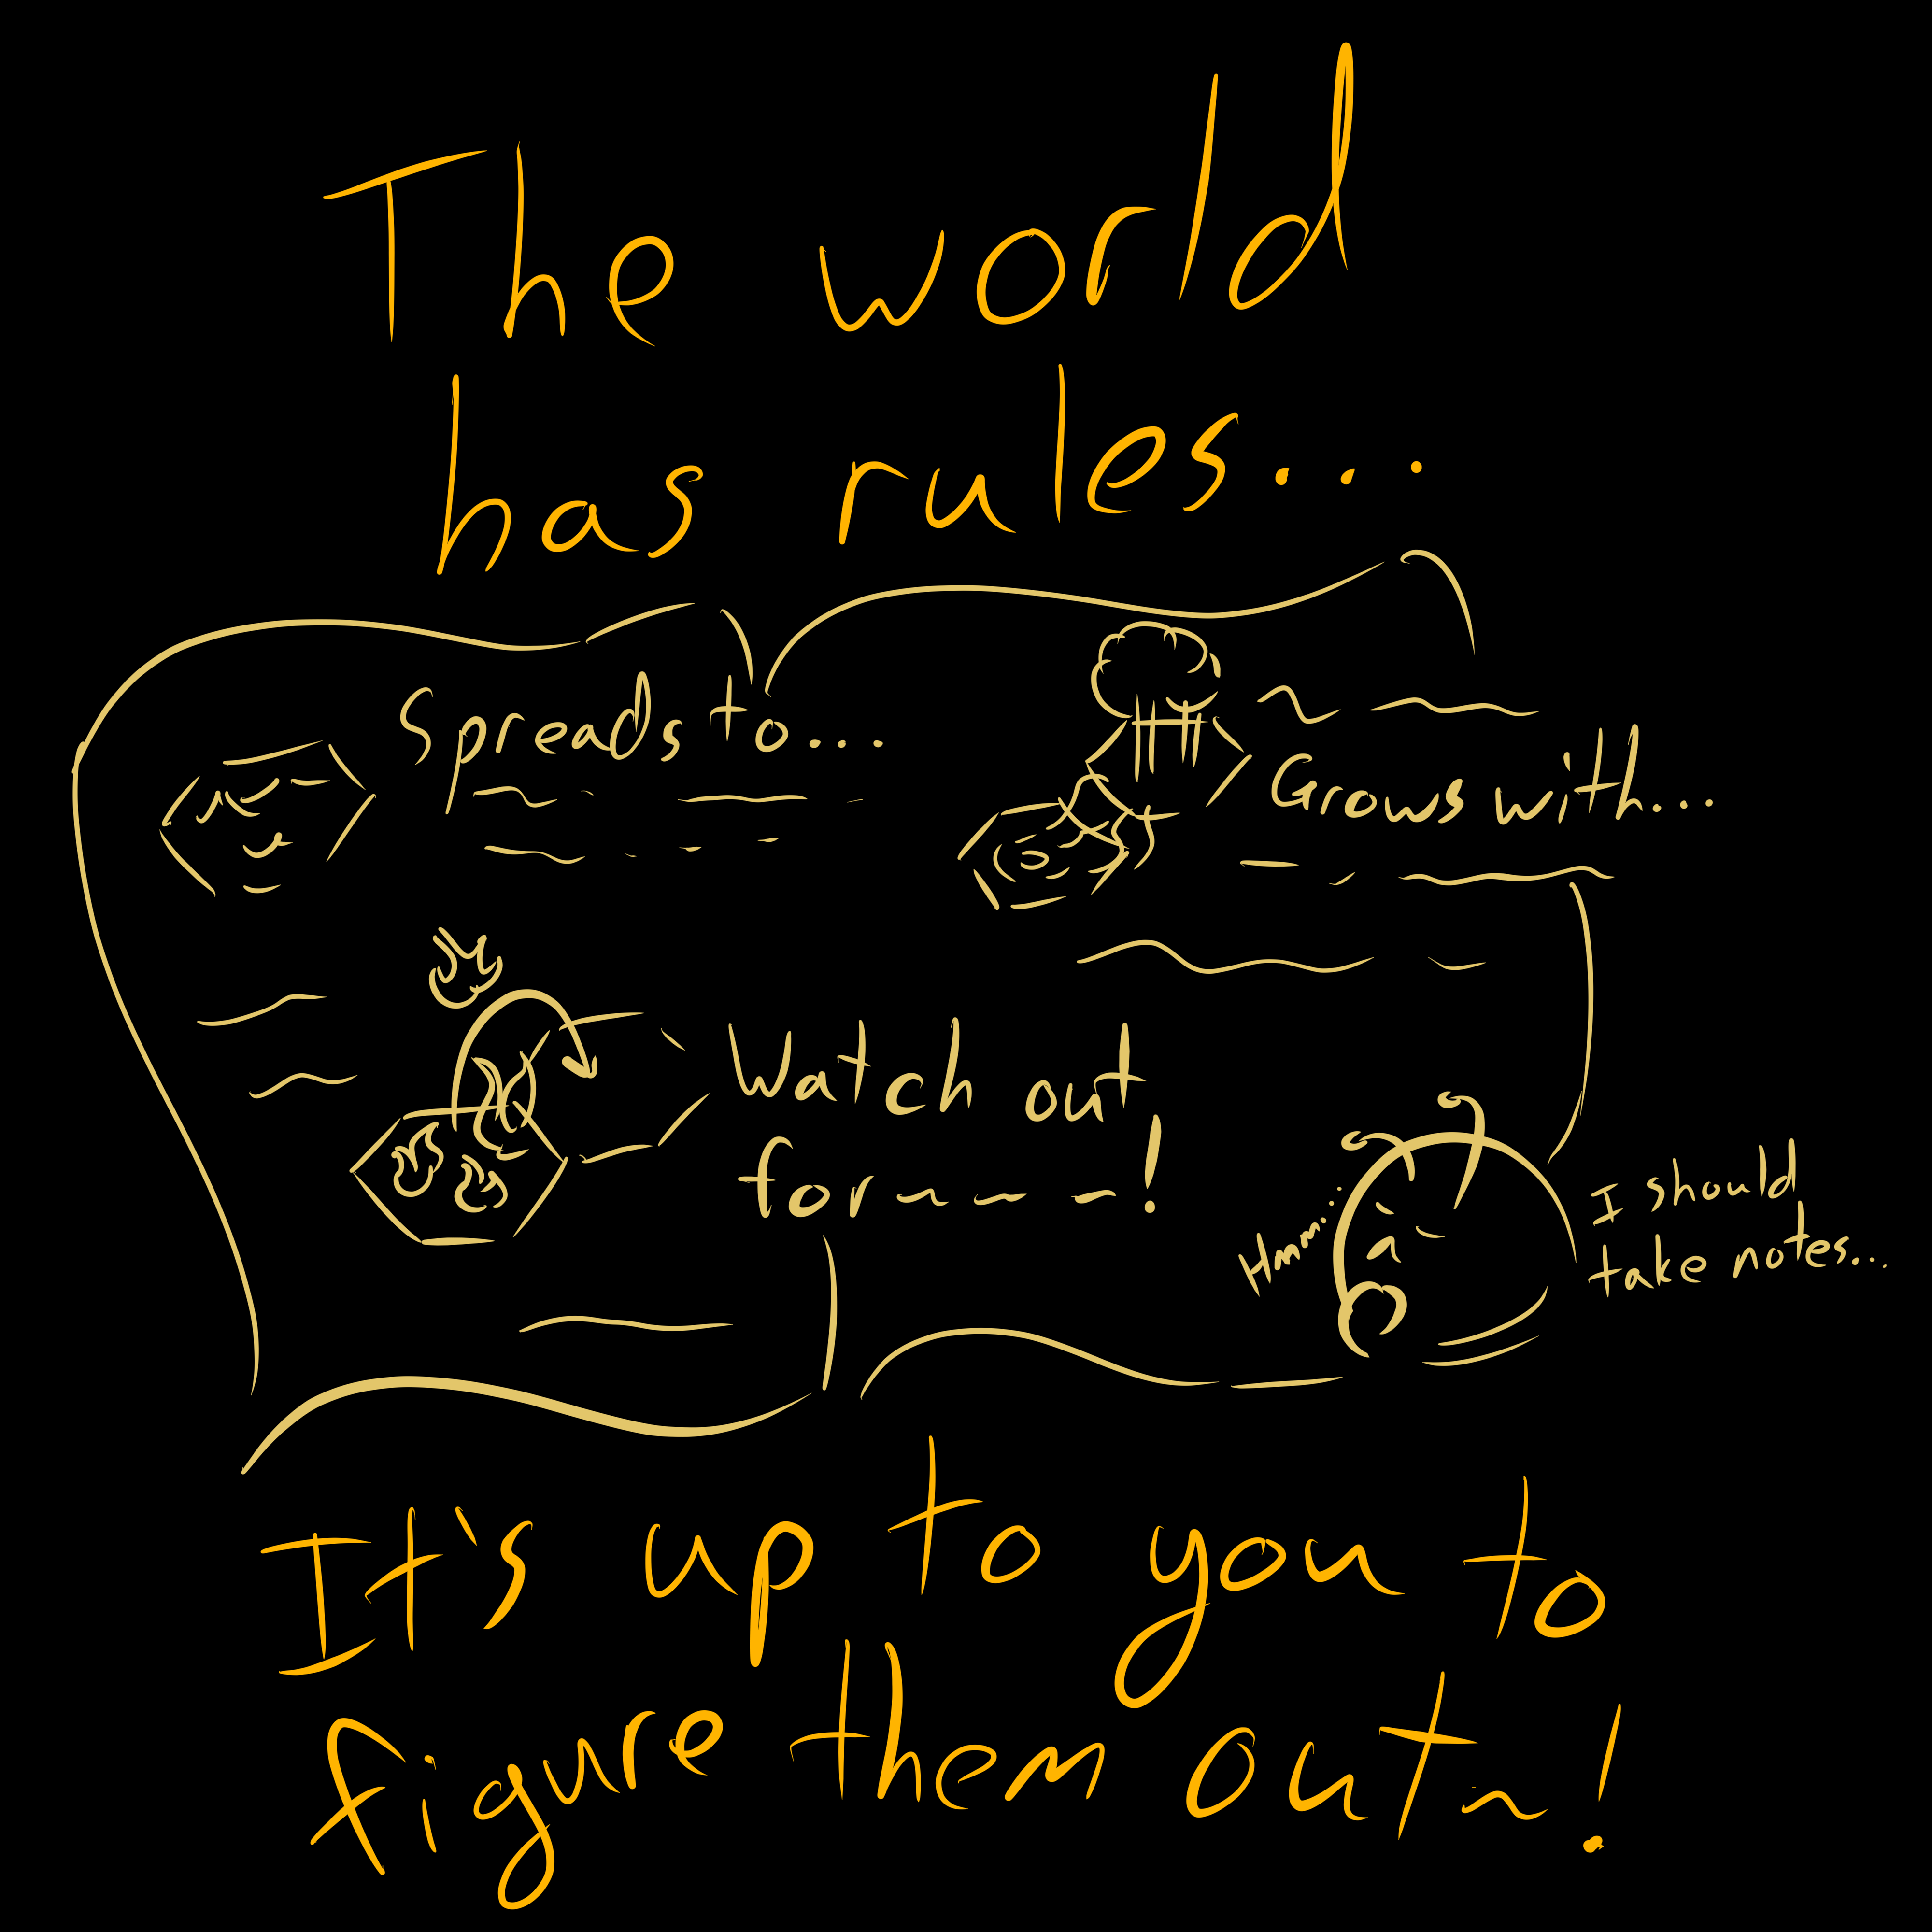 The world
has rules...
Spreads to...
Grows with...
Watch out
for ~ - ~ - ~!
Hmmm...
I should
take notes...
It's up to you to
figure them out~!